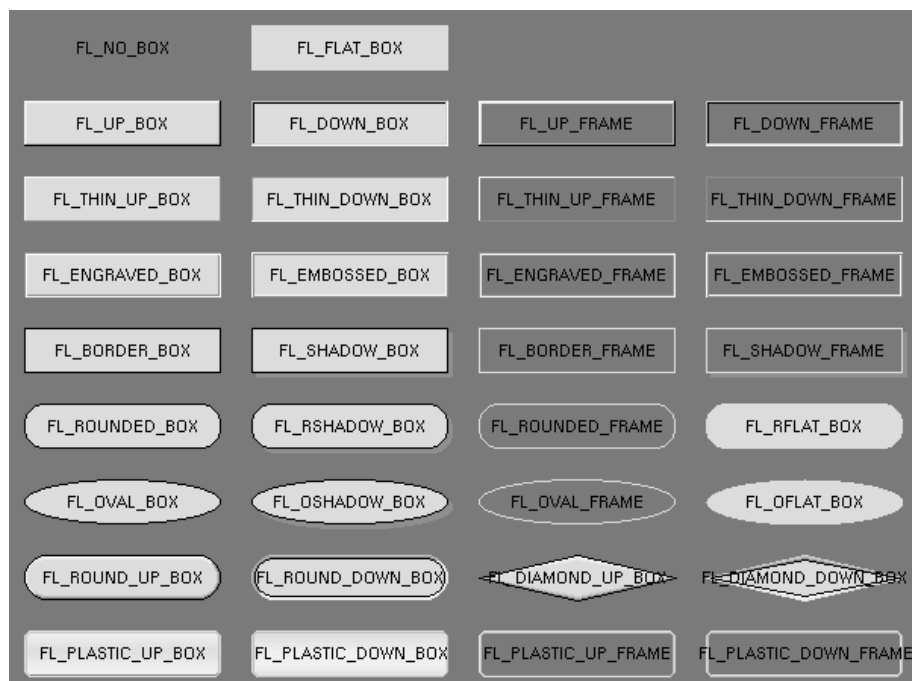 FL_NO_BOX FL_FLAT_BOX
FL_UP_BOX FL_DOWN_BOX FL_UP_FRAME FL_DOWN_FRAME
FL_THIN_UP_BOX FL_THIN_DOWN_BOX FL_THIN_UP_FRAME FL_THIN_DOWN_FRAME
FL_ENGRAVED_BOX FL_EMBOSSED_BOX FL_ENGRAVED_FRAME FL_EMBOSSED_FRAME
FL_BORDER_BOX FL_SHADOW_BOX FL_BORDER_FRAME FL_SHADOW_FRAME
FL_ROUNDED_BOX FL_RSHADOW_BOX FL_ROUNDED_FRAME FL_RFLAT_BOX
FL_OVAL_BOX FL_OSHADOW_BOX FL_OVAL_FRAME FL_OFLAT_BOX
FL_ROUND_UP_BOX FL_ROUND_DOWN_BOX FL_DIAMOND_UP_BOX FL_DIAMOND_DOWN_BOX
FL_PLASTIC_UP_BOX FL_PLASTIC_DOWN_BOX FL_PLASTIC_UP_FRAME FL_PLASTIC_DOWN_FRAME